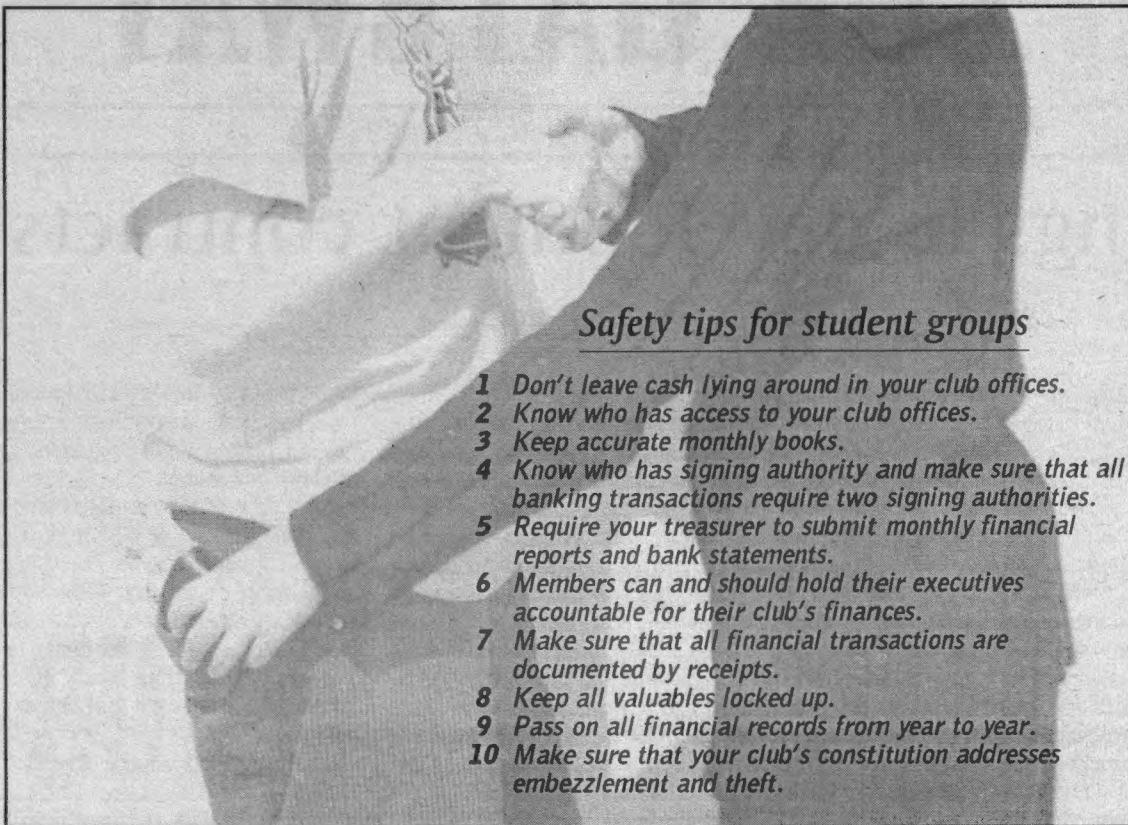 Safety tips for student groups
1 Don't leave cash lying around in your club offices.
2 Know who has access to your club offices.
3 Keep accurate monthly books.
4 Know who has signing authority and make sure that all
banking transactions require two signing authorities.
5 Require your treasurer to submit monthly financial
reports and bank statements.
6 Members can and should hold their executives
accountable for their club's finances.
7 Make sure that all financial transactions are
documented by receipts.
8 Keep all valuables locked up.
9 Pass on all financial records from year to year.
10 Make sure that your club's constitution addresses
embezzlement and theft.